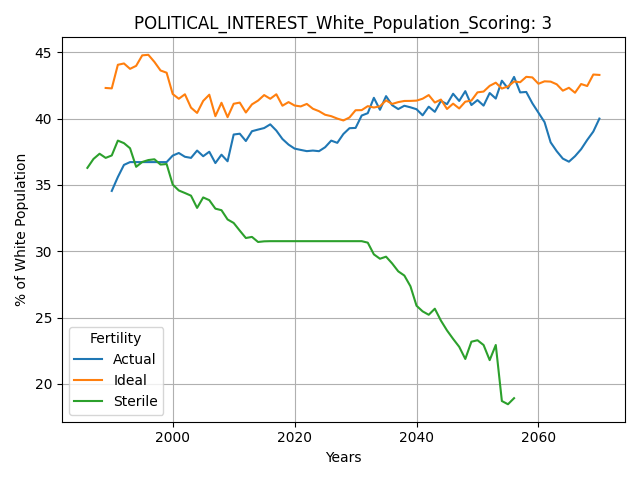 POLITICAL_INTEREST_White_Population_Scoring: 3
% of White Population
45
40
35
30
25
20
Fertility
Actual
Ideal
Sterile
2000
2020
2040
2060
Years